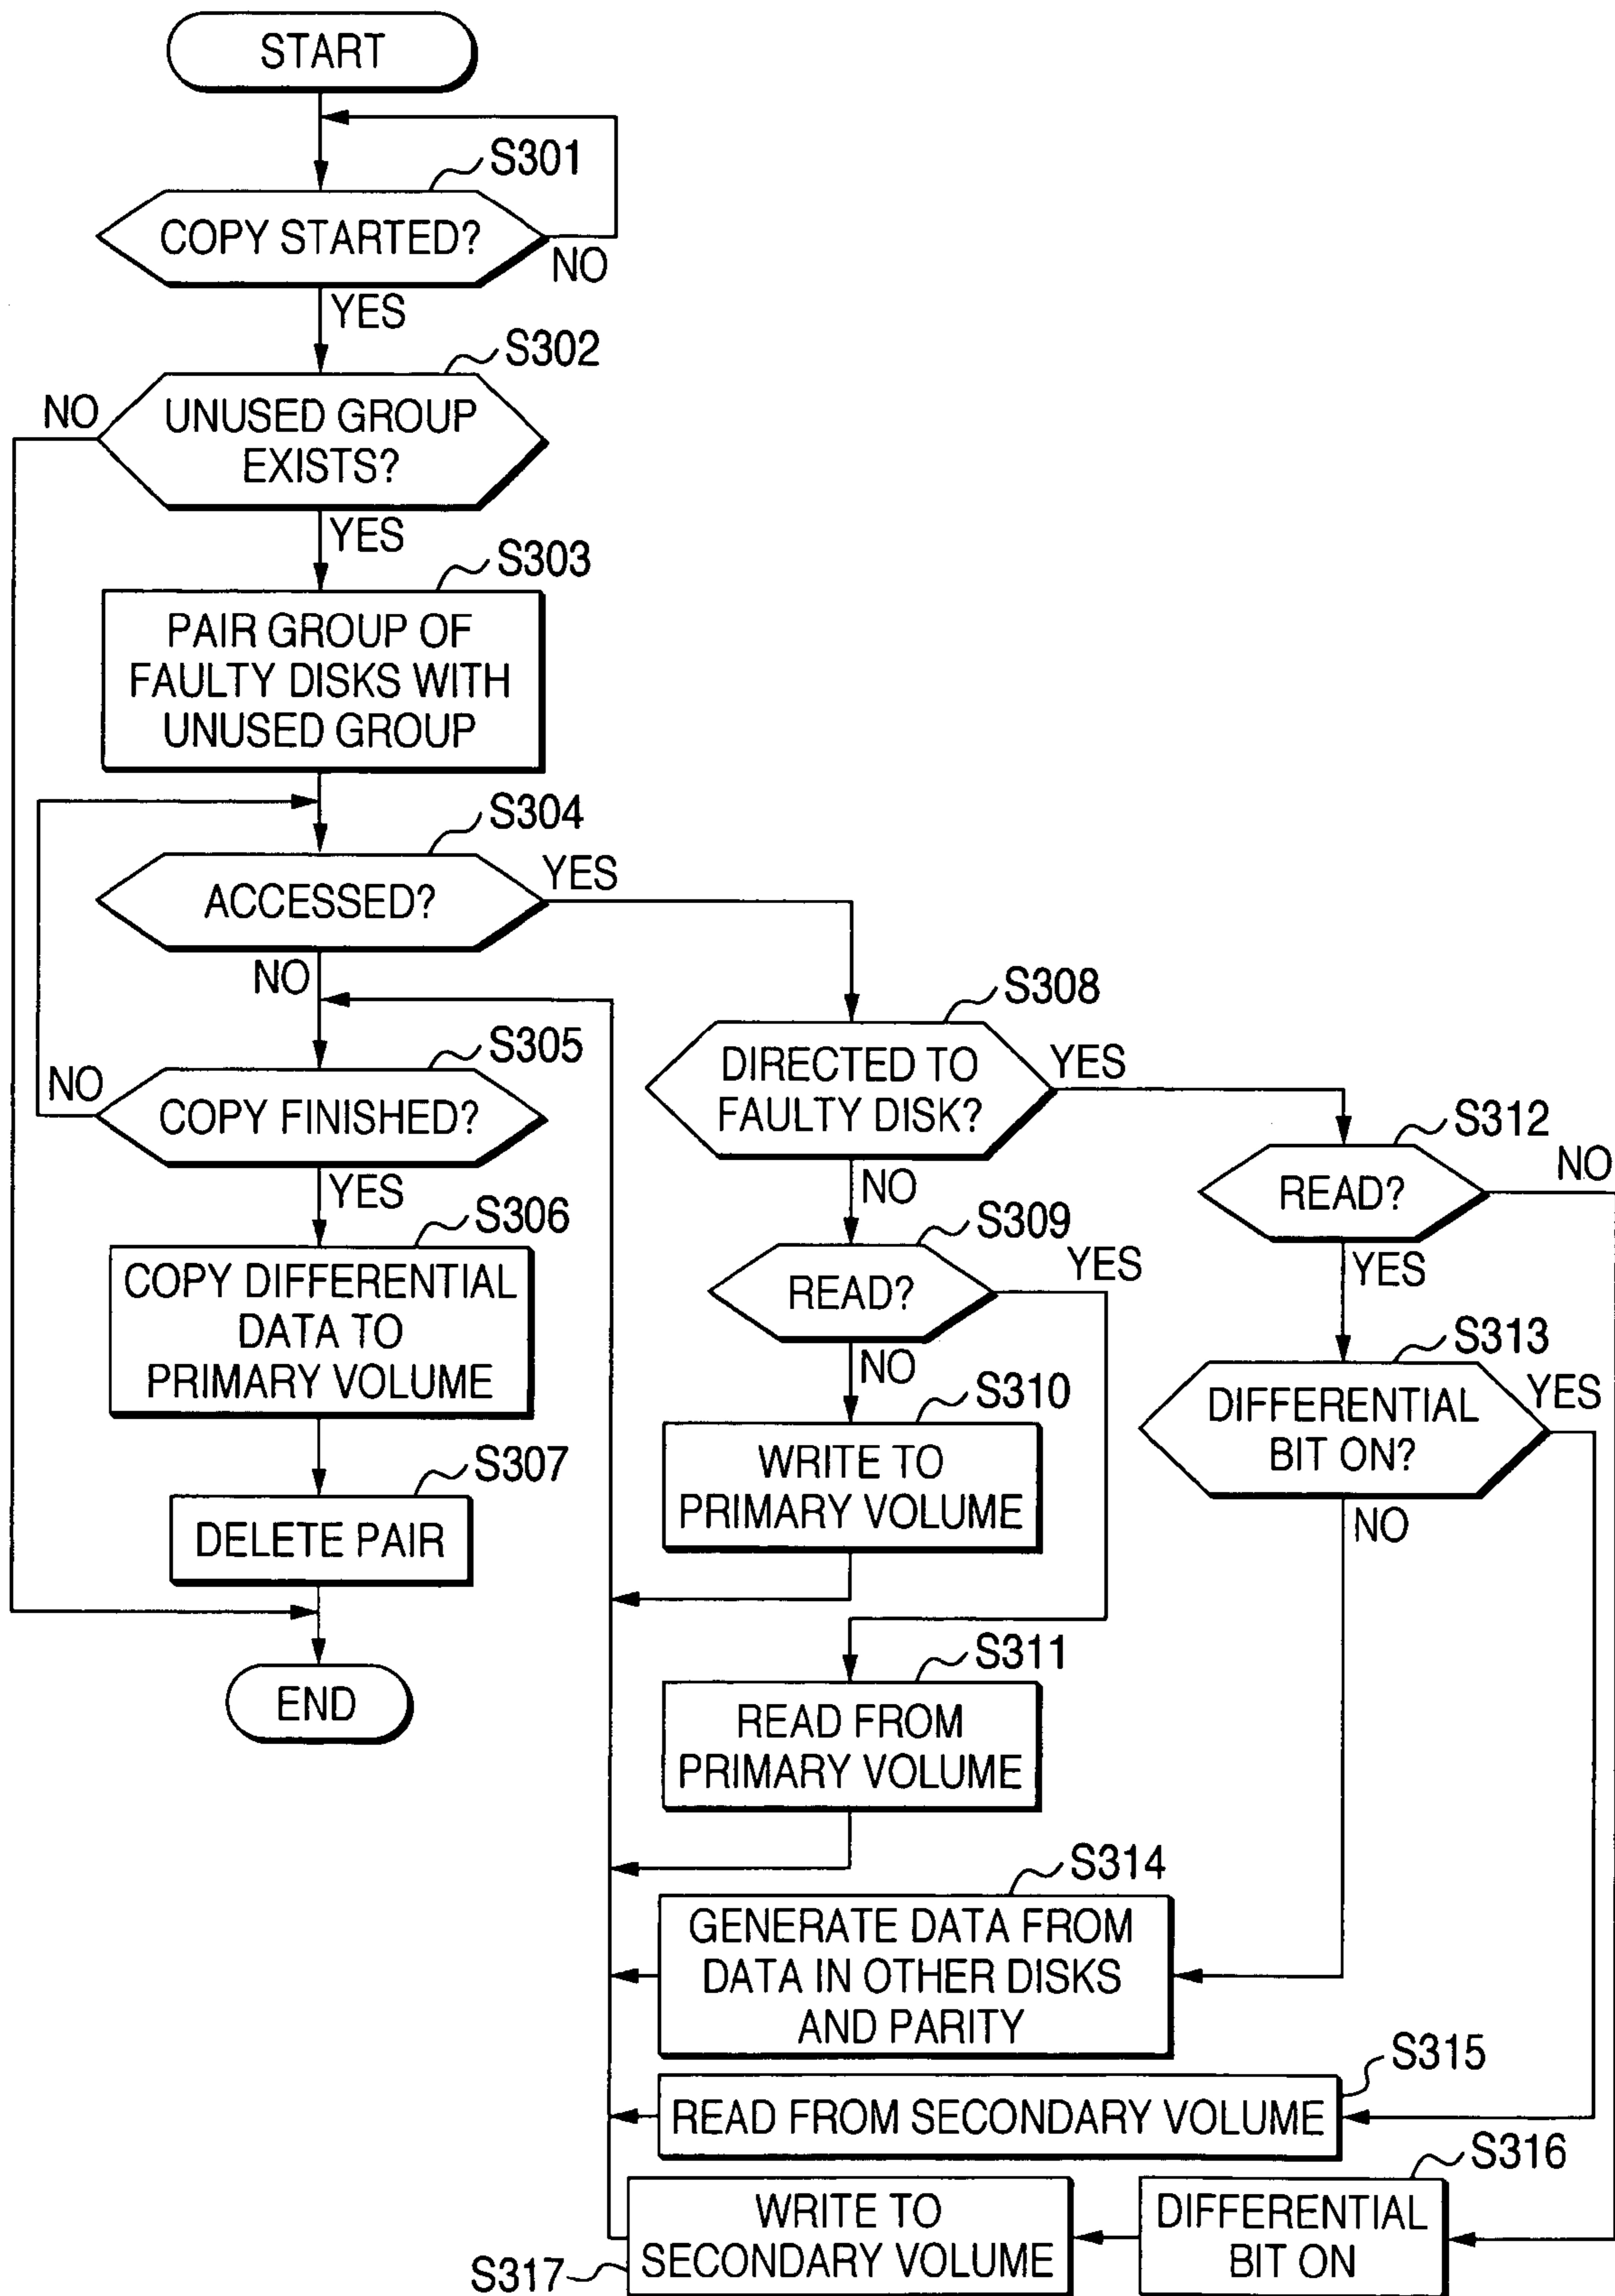 START
S301
COPY STARTED?
NO
YES
S302
NO
UNUSED GROUP
EXISTS?
YES
S303
PAIR GROUP OF
FAULTY DISKS WITH
UNUSED GROUP
S304
ACCESSED?
YES
NO
S305
NO
COPY FINISHED?
YES
S306
COPY DIFFERENTIAL
DATA TO
PRIMARY VOLUME
S307
DELETE PAIR
END
S308
DIRECTED TO
FAULTY DISK?
YES
NO
S309
READ?
YES
NO
S310
WRITE TO
PRIMARY VOLUME
S311
READ FROM
PRIMARY VOLUME
S312
READ?
NO
YES
S313
DIFFERENTIAL
BIT ON?
YES
NO
S314
GENERATE DATA FROM
DATA IN OTHER DISKS
AND PARITY
S315
READ FROM SECONDARY VOLUME
S316
DIFFERENTIAL
BIT ON
WRITE TO
SECONDARY VOLUME
S317